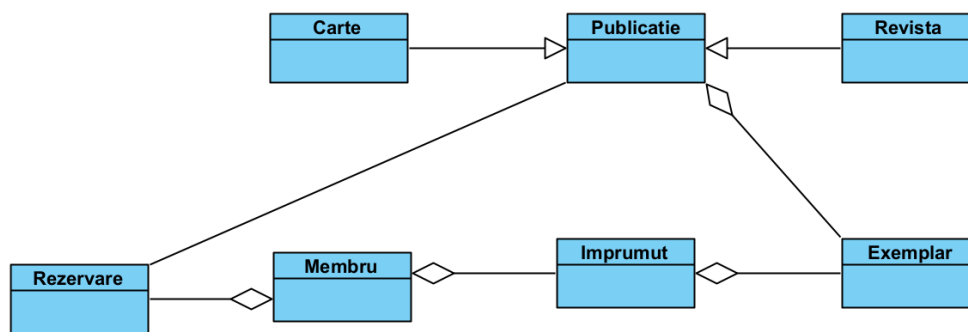 Carte
Publicatie
Revista
Rezervare
Membru
Imprumut
Exemplar